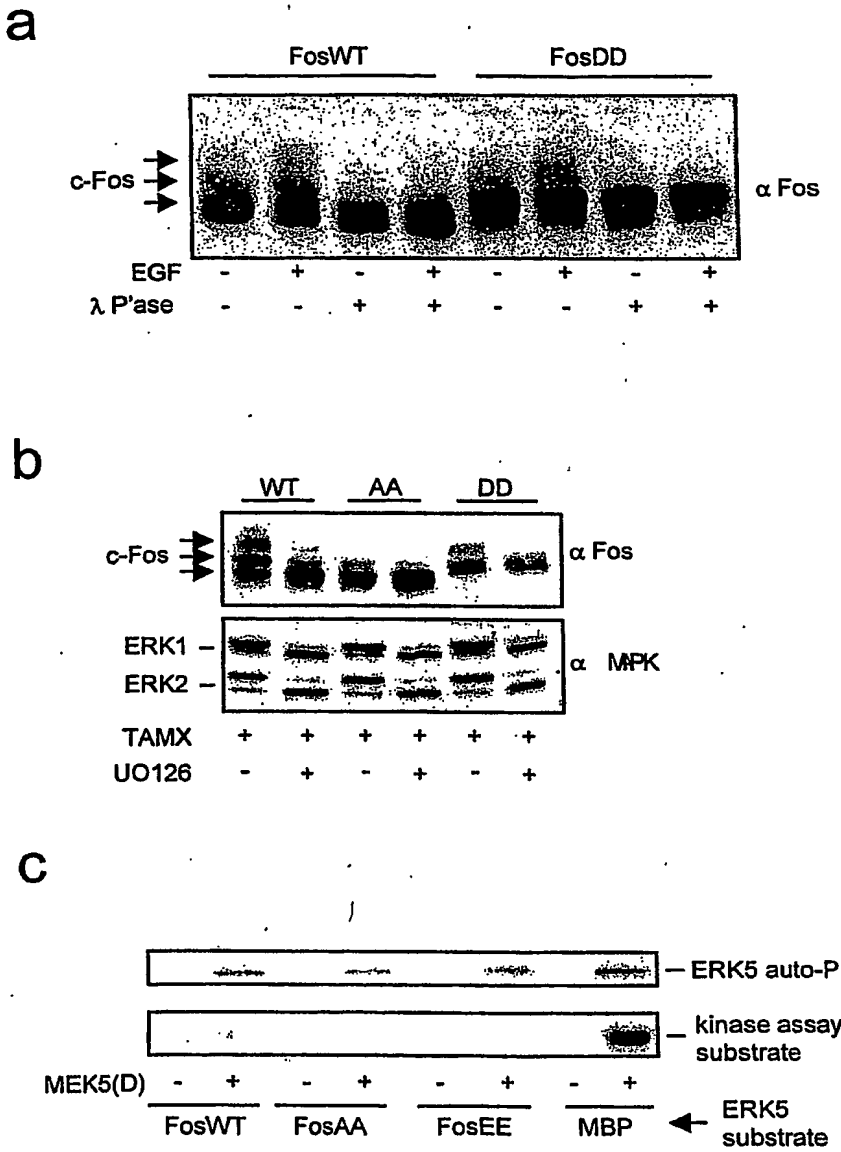 a
FosWT FosDD
c-Fos
α Fos
EGF - + - + - + - +
λ P'ase - - + + - - + +
b
WT AA DD
c-Fos
α Fos
ERK1 –
ERK2 –
α MAPK
TAMX + + + + + +
UO126 - + - + - +
c
– ERK5 auto-P
– kinase assay
substrate
MEK5(D) - + - + - + - +
FosWT FosAA FosEE MBP
ERK5
substrate